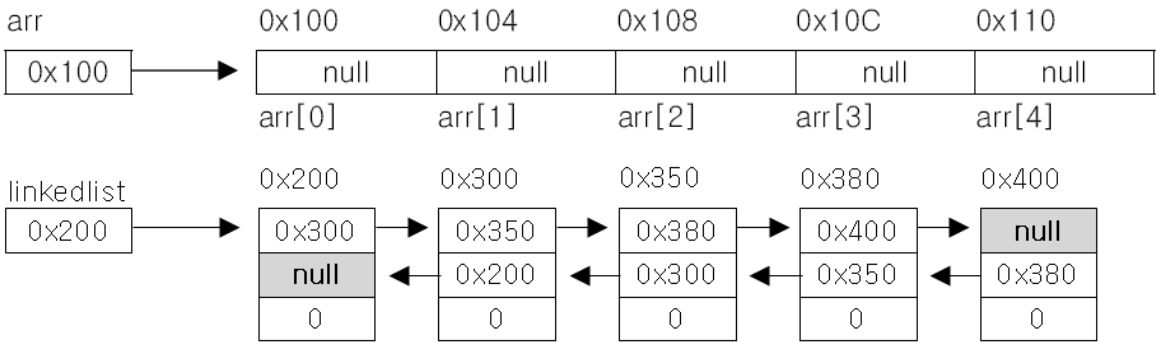 arr 0x100 0x104 0x108 0x10C 0x110
0x100 null null null null null
arr[0] arr[1] arr[2] arr[3] arr[4]
linkedlist 0x200 0x300 0x350 0x380 0x400
0x200 0x300 0x350 0x380 0x400 null
null 0x200 0x300 0x350 0x380
0 0 0 0 0